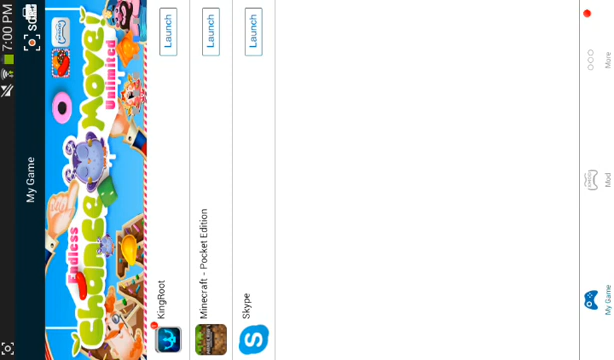 7:00 PM
My Game
Endless
Chance Move!
Unlimited
KingRoot
Launch
Minecraft - Pocket Edition
Launch
Skype
Launch
My Game
Mod
More